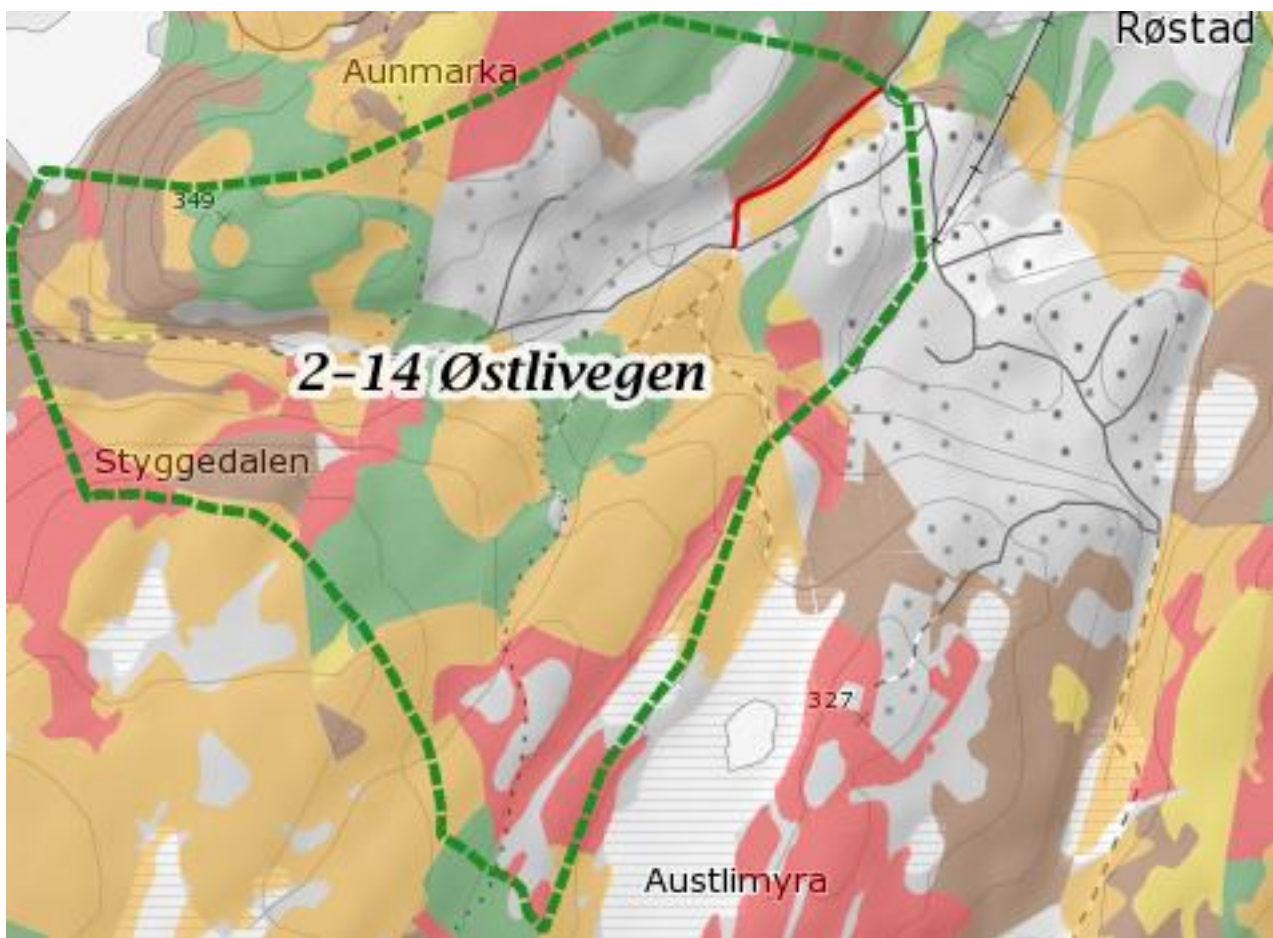 Røstad
Aunmarka
349
2-14 Østlivegen
Styggedalen
327
Austlimyra